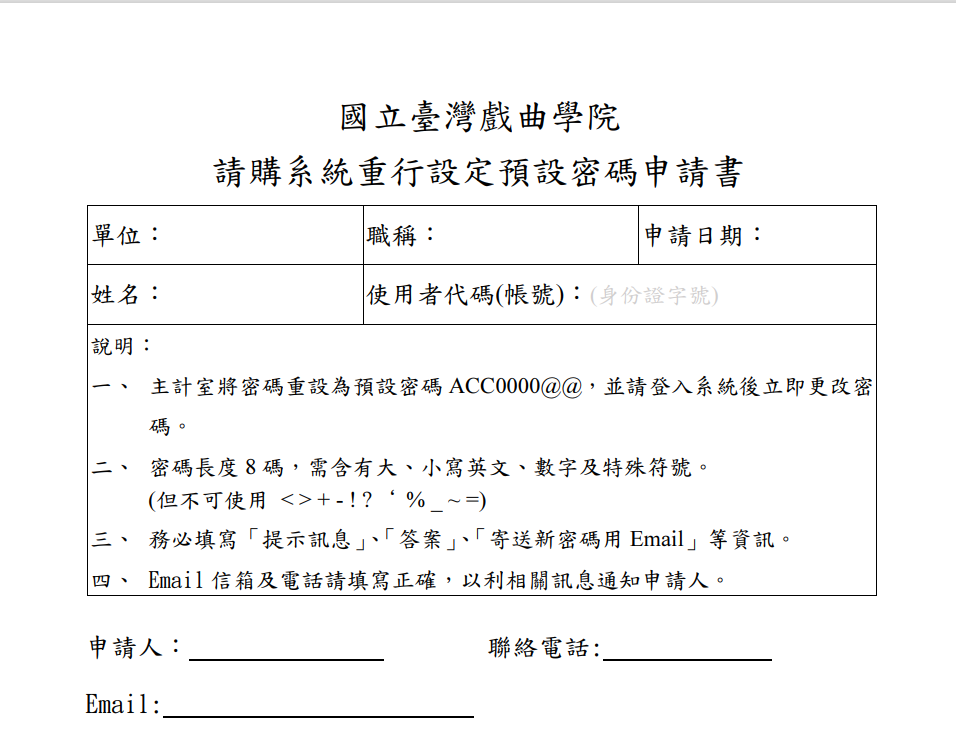 國立臺灣戲曲學院
請購系統重行設定預設密碼申請書
單位： 職稱： 申請日期：
姓名： 使用者代碼(帳號)：(身份證字號)
說明：
一、 主計室將密碼重設為預設密碼 ACC0000@@，並請登入系統後立即更改密
碼。
二、 密碼長度 8 碼，需含有大、小寫英文、數字及特殊符號。
(但不可使用 < > + - ! ? ‘ % _ ~ =)
三、 務必填寫「提示訊息」、「答案」、「寄送新密碼用 Email」等資訊。
四、 Email 信箱及電話請填寫正確，以利相關訊息通知申請人。
申請人： 聯絡電話:
Email: